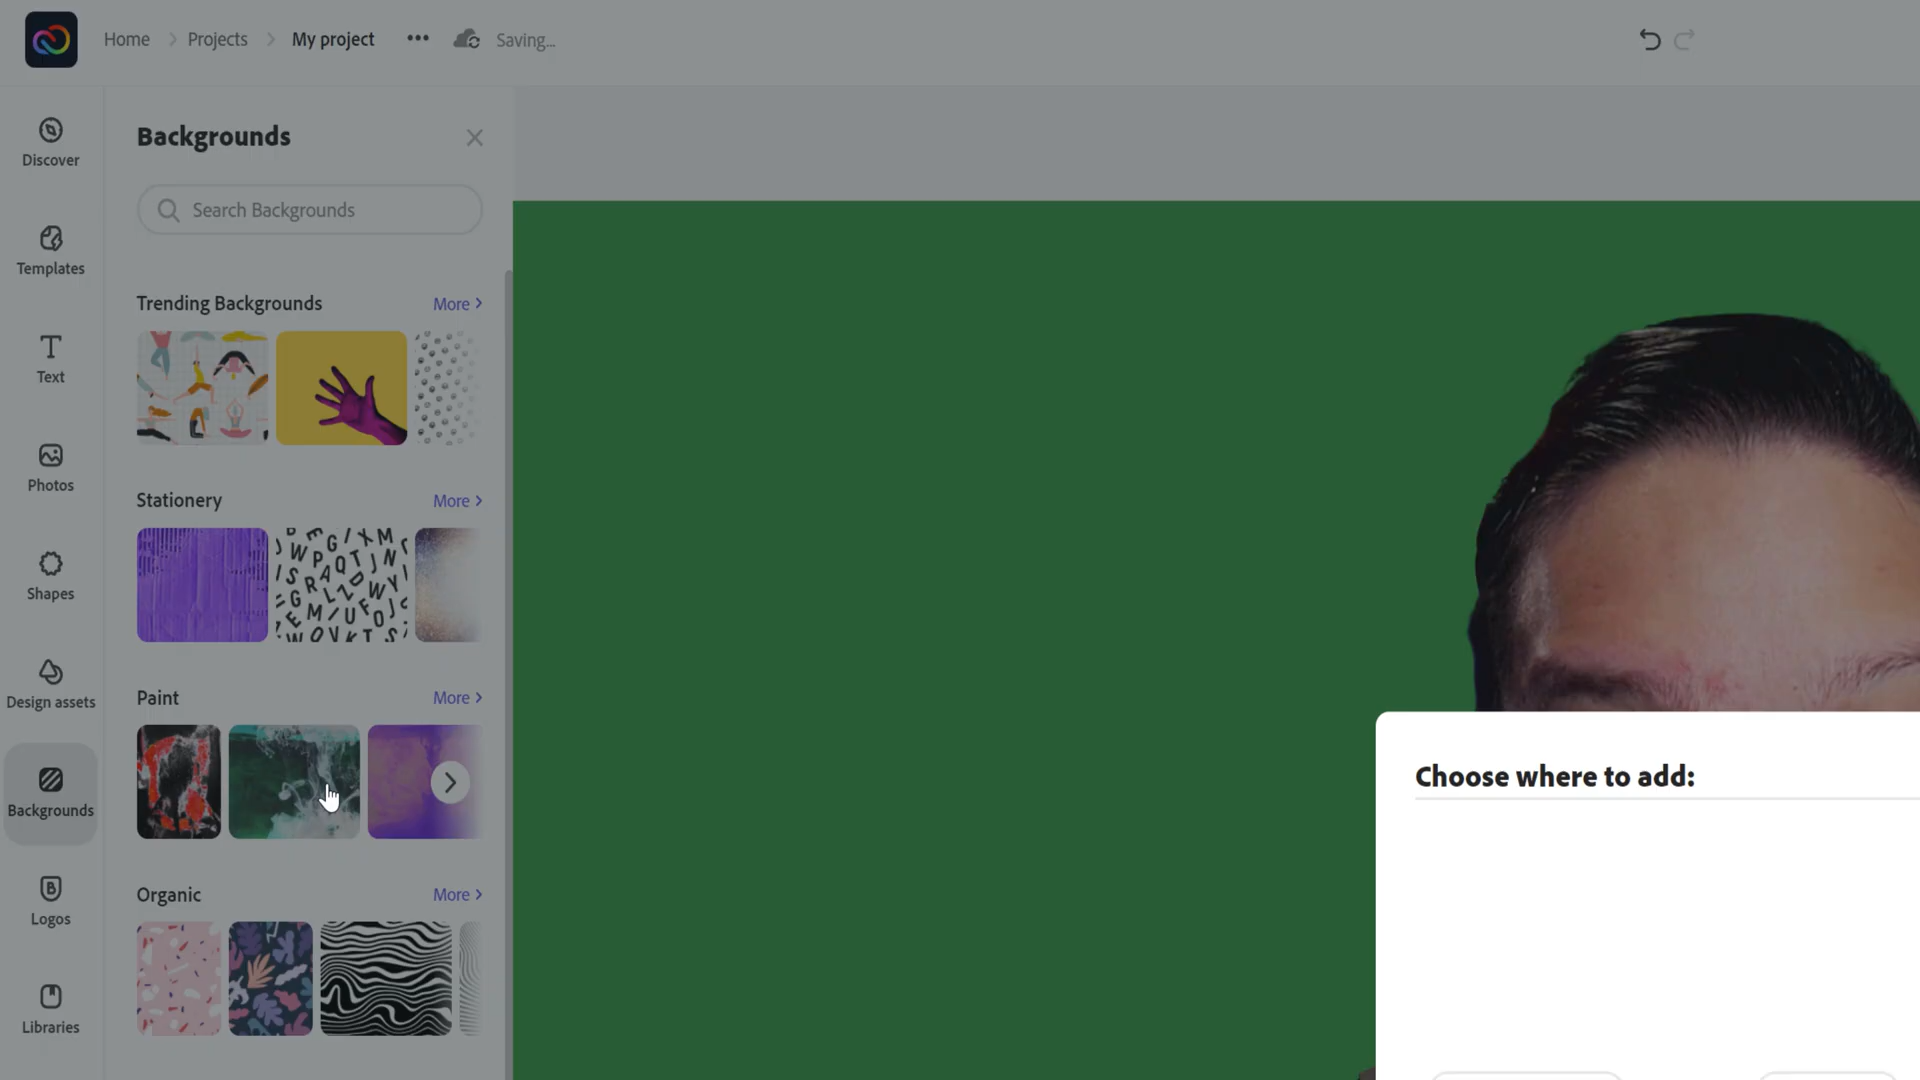 Home
Projects
My project
Saving...
Discover
Templates
Text
Photos
Shapes
Design assets
Backgrounds
Logos
Libraries
Backgrounds
Search Backgrounds
Trending Backgrounds
More
Stationery
More
Paint
More
Organic
More
Choose where to add: